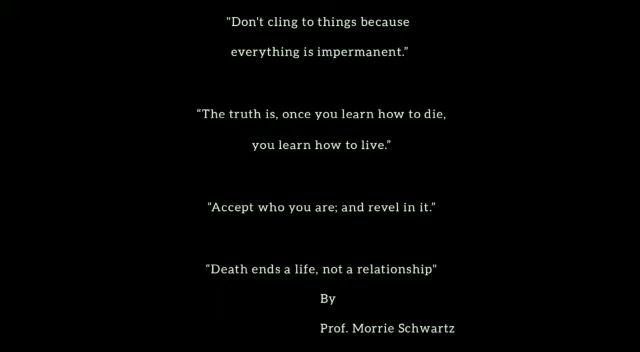 "Don't cling to things because
everything is impermanent.”
“The truth is, once you learn how to die,
you learn how to live.”
“Accept who you are; and revel in it.”
“Death ends a life, not a relationship"
By
Prof. Morrie Schwartz